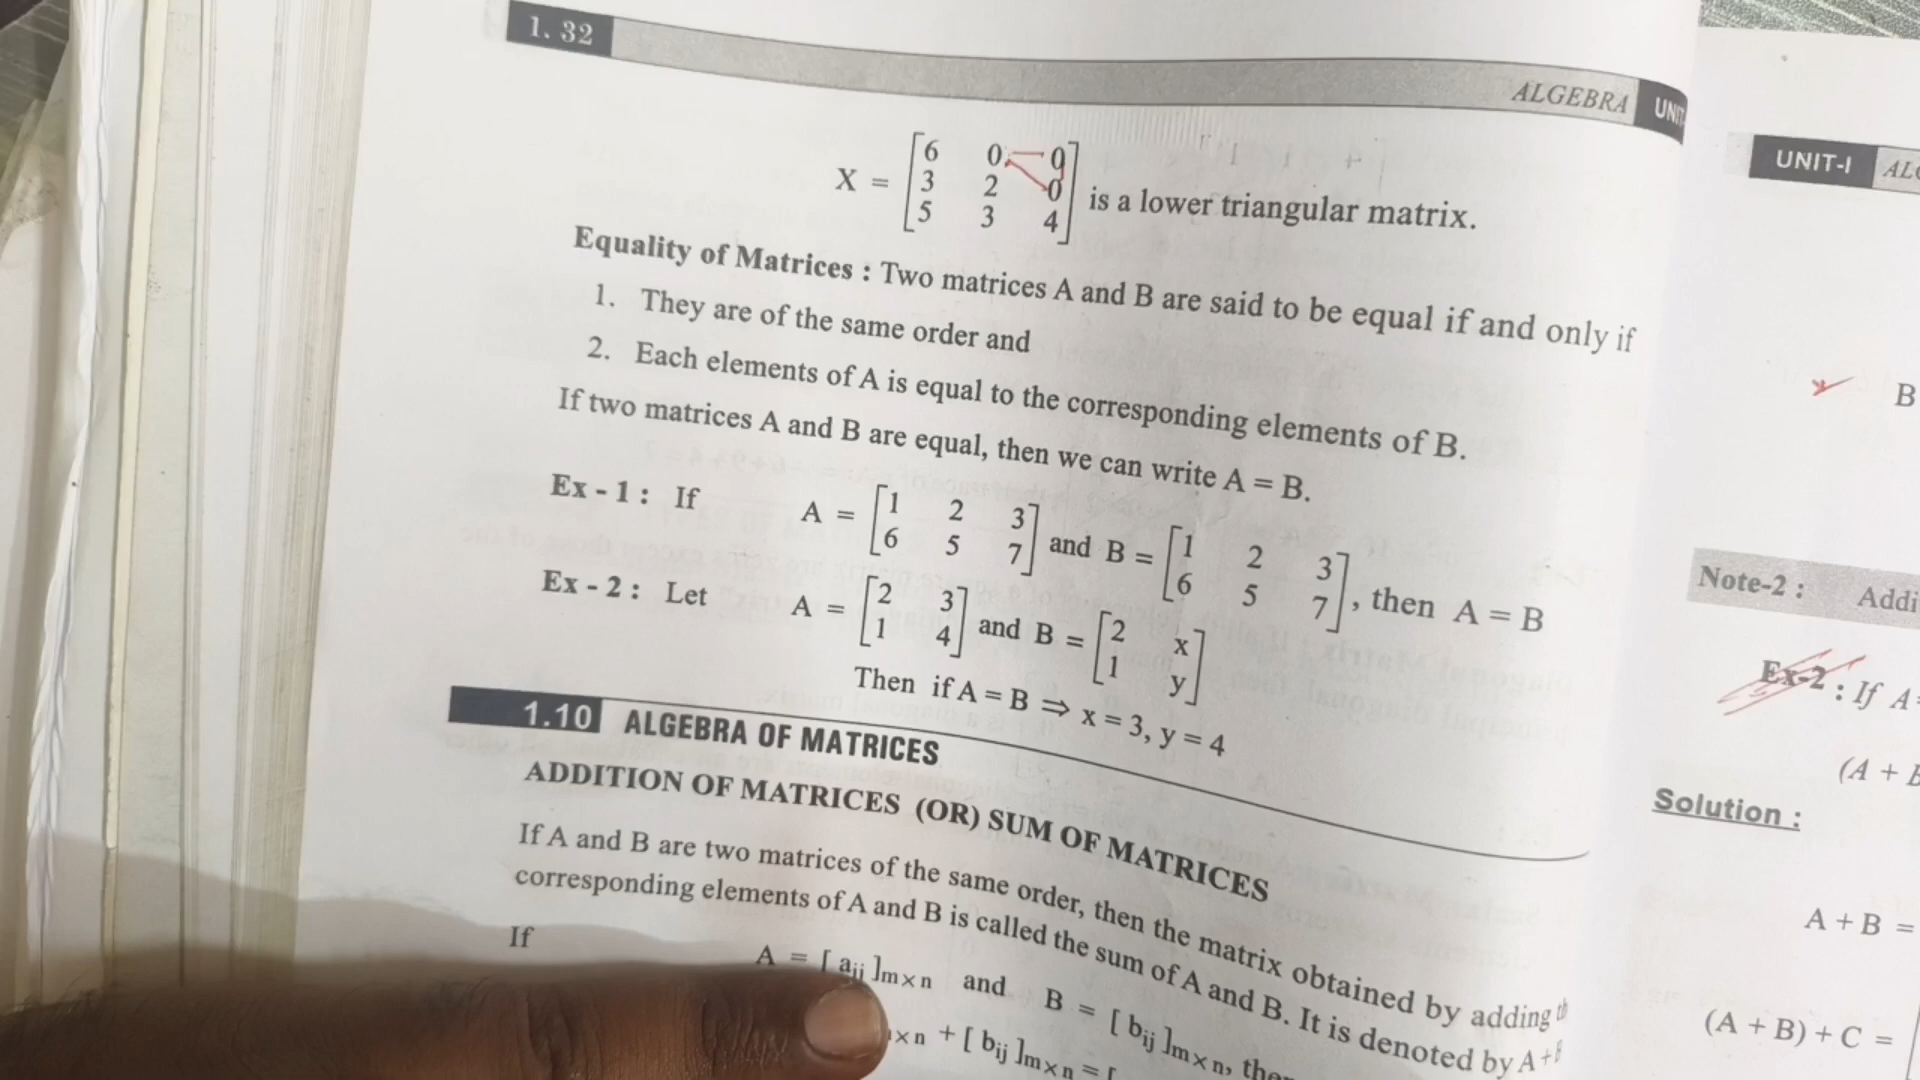 1. 32
ALGEBRA UNIT
X = [6 0 0
3 2 0
5 3 4] is a lower triangular matrix.
Equality of Matrices : Two matrices A and B are said to be equal if and only if
1. They are of the same order and
2. Each elements of A is equal to the corresponding elements of B.
If two matrices A and B are equal, then we can write A = B.
Ex - 1 : If A = [1 2 3
6 5 7] and B = [1 2 3
6 5 7], then A = B
Ex - 2 : Let A = [2 3
1 4] and B = [2 x
1 y]
Then if A = B ⇒ x = 3, y = 4
1.10 ALGEBRA OF MATRICES
ADDITION OF MATRICES (OR) SUM OF MATRICES
If A and B are two matrices of the same order, then the matrix obtained by adding
corresponding elements of A and B is called the sum of A and B. It is denoted by A +
If A = [ aij ]m×n and B = [ bij ]m×n,
×n + [ bij ]m×n = [
UNIT-I
B
Note-2 :
Ex-2 : If A
(A +
Solution :
A + B =
(A + B) + C =